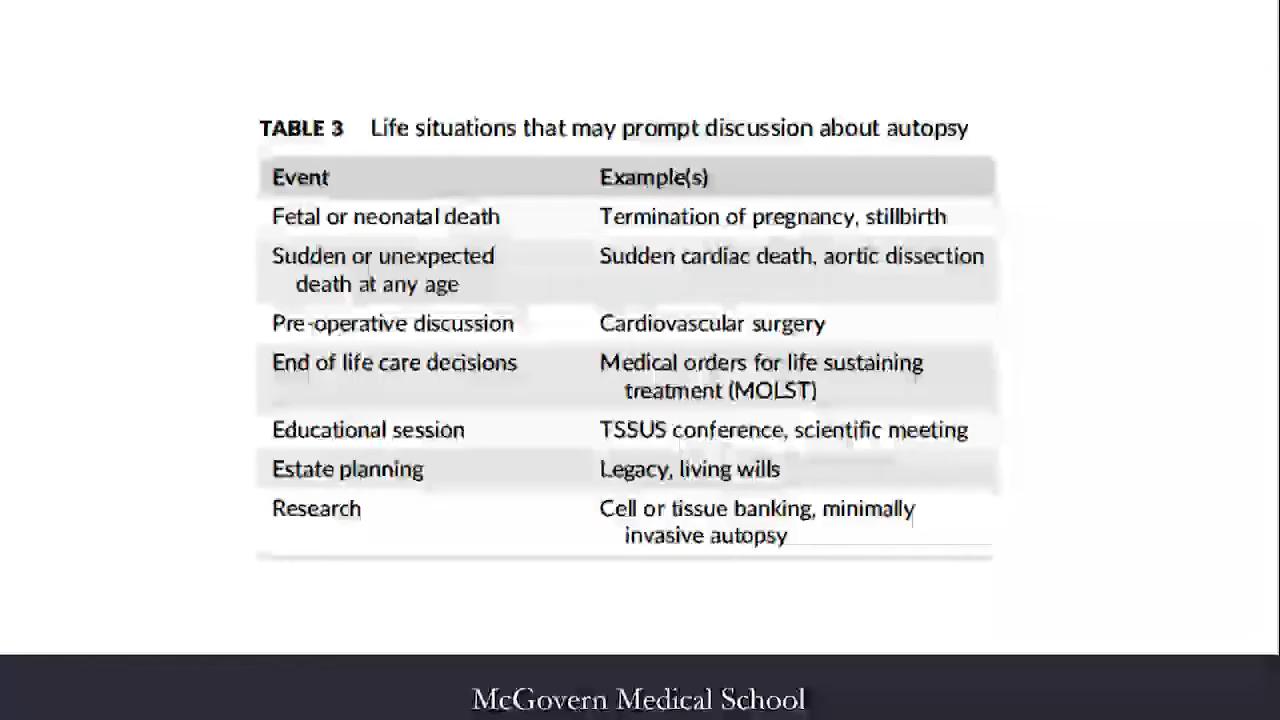 TABLE 3 Life situations that may prompt discussion about autopsy
Event Example(s)
Fetal or neonatal death Termination of pregnancy, stillbirth
Sudden or unexpected Sudden cardiac death, aortic dissection
death at any age
Pre-operative discussion Cardiovascular surgery
End of life care decisions Medical orders for life sustaining
treatment (MOLST)
Educational session TSSUS conference, scientific meeting
Estate planning Legacy, living wills
Research Cell or tissue banking, minimally
invasive autopsy
McGovern Medical School